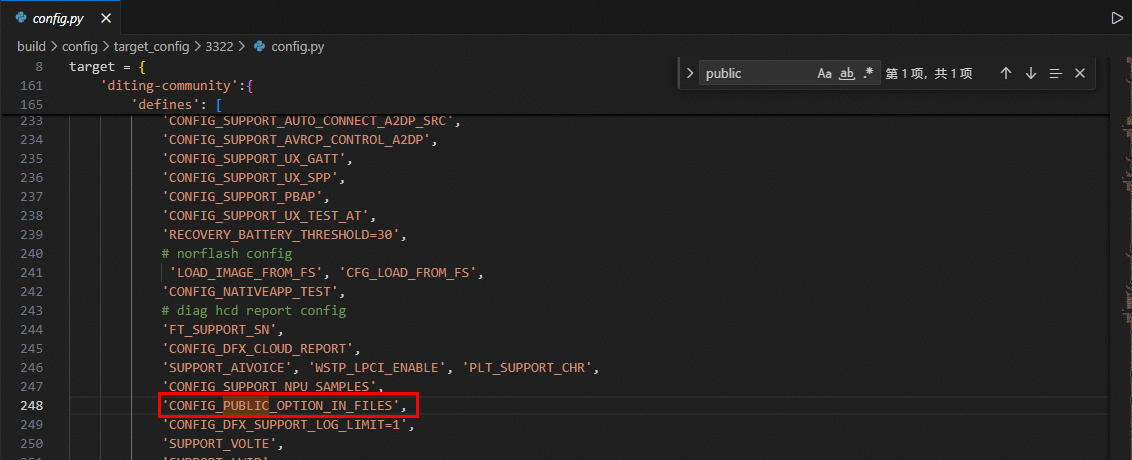 config.py
build > config > target_config > 3322 > config.py
public Aa ab .* 第 1 项，共 1 项
8 target = {
161 'diting-community':{
165 'defines': [
233 'CONFIG_SUPPORT_AUTO_CONNECT_A2DP_SRC',
234 'CONFIG_SUPPORT_AVRCP_CONTROL_A2DP',
235 'CONFIG_SUPPORT_UX_GATT',
236 'CONFIG_SUPPORT_UX_SPP',
237 'CONFIG_SUPPORT_PBAP',
238 'CONFIG_SUPPORT_UX_TEST_AT',
239 'RECOVERY_BATTERY_THRESHOLD=30',
240 # norflash config
241 'LOAD_IMAGE_FROM_FS', 'CFG_LOAD_FROM_FS',
242 'CONFIG_NATIVEAPP_TEST',
243 # diag hcd report config
244 'FT_SUPPORT_SN',
245 'CONFIG_DFX_CLOUD_REPORT',
246 'SUPPORT_AIVOICE', 'WSTP_LPCI_ENABLE', 'PLT_SUPPORT_CHR',
247 'CONFIG_SUPPORT_NPU_SAMPLES',
248 'CONFIG_PUBLIC_OPTION_IN_FILES',
249 'CONFIG_DFX_SUPPORT_LOG_LIMIT=1',
250 'SUPPORT_VOLTE',